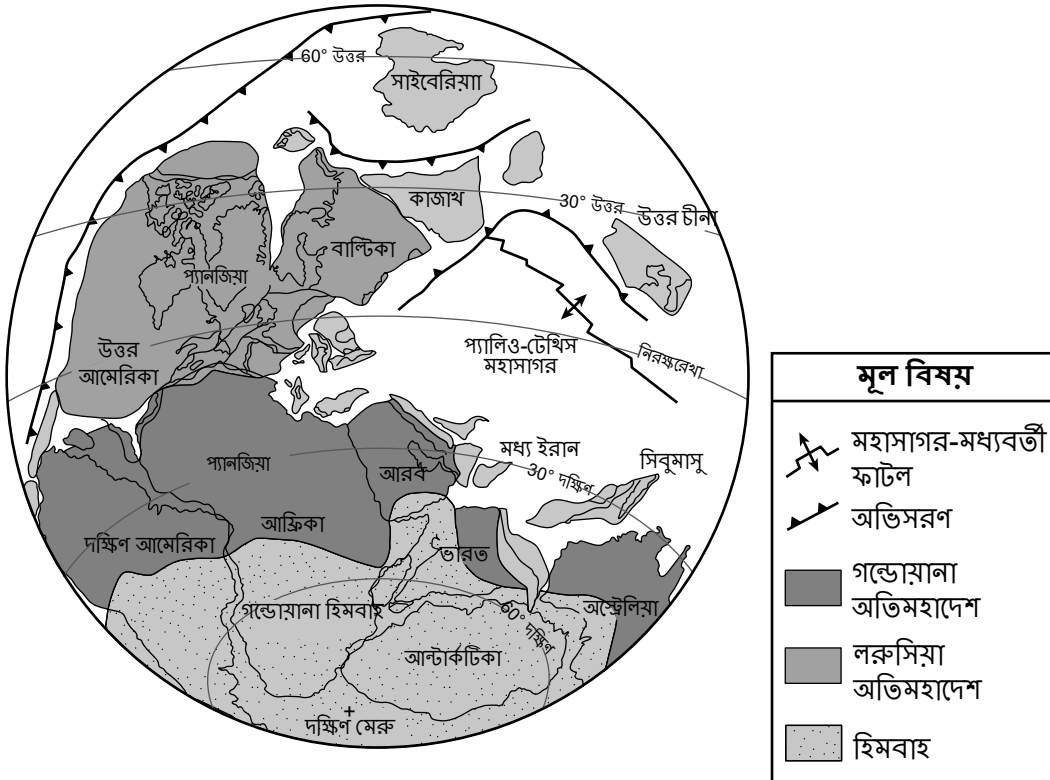 60° উত্তর
সাইবেরিয়াা
কাজাখ
30° উত্তর
উত্তর চীনা
বাল্টিকা
প্যানজিয়া
উত্তর
আমেরিকা
প্যালিও-টেথিস
মহাসাগর
নিরক্ষরেখা
মধ্য ইরান
সিবুমাসু
30° দক্ষিণ
প্যানজিয়া
আরব
আফ্রিকা
দক্ষিণ আমেরিকা
ভারত
গন্ডোয়ানা হিমবাহ
60° দক্ষিণ
অস্ট্রেলিয়া
আন্টার্কটিকা
দক্ষিণ মেরু
মূল বিষয়
মহাসাগর-মধ্যবর্তী
ফাটল
অভিসরণ
গন্ডোয়ানা
অতিমহাদেশ
লরুসিয়া
অতিমহাদেশ
হিমবাহ